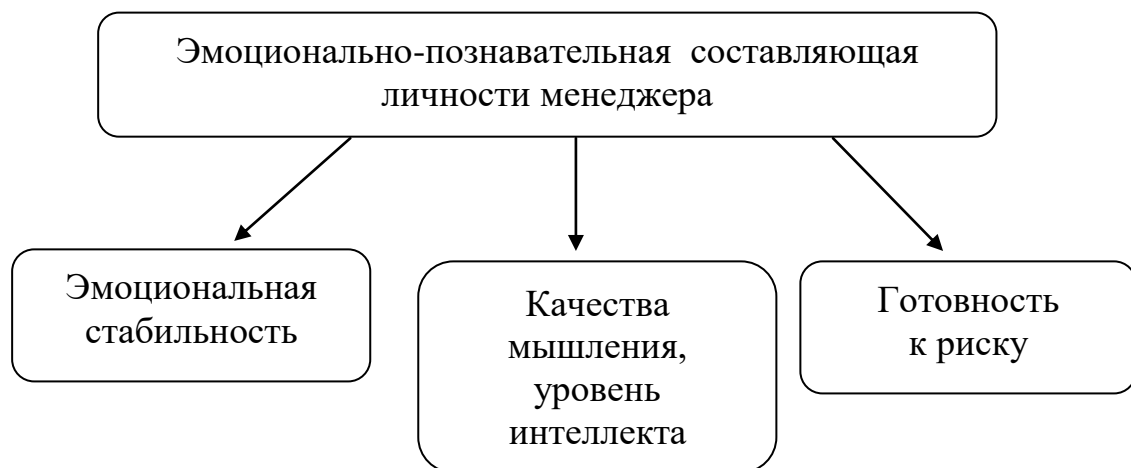 Эмоционально-познавательная составляющая
личности менеджера
Эмоциональная
стабильность
Качества
мышления,
уровень
интеллекта
Готовность
к риску